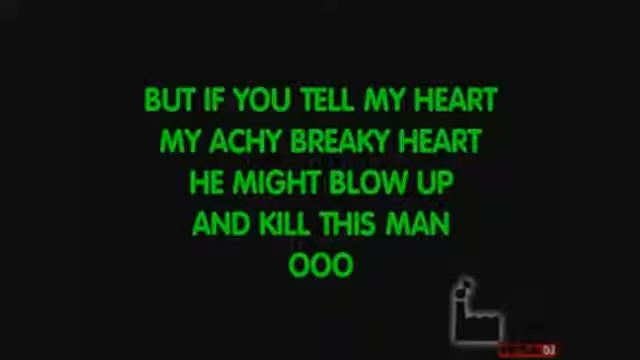 BUT IF YOU TELL MY HEART
MY ACHY BREAKY HEART
HE MIGHT BLOW UP
AND KILL THIS MAN
OOO